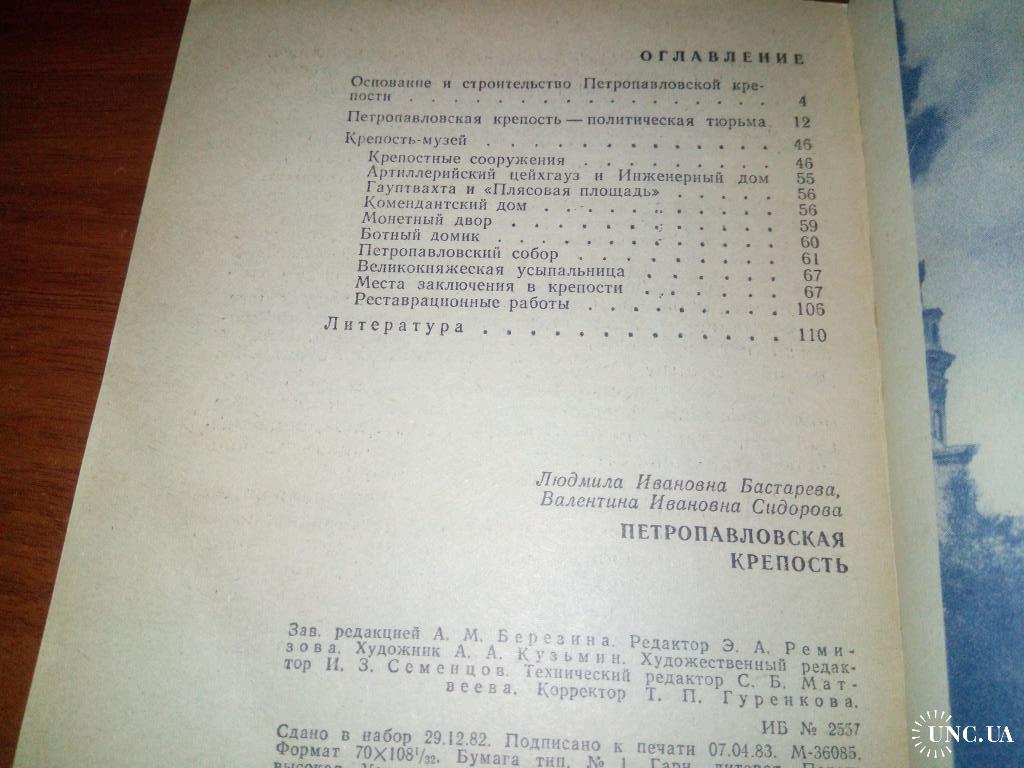 ОГЛАВЛЕНИЕ
Основание и строительство Петропавловской кре-
пости . . . . . . . . . . . . . . . . 4
Петропавловская крепость — политическая тюрьма 12
Крепость-музей . . . . . . . . . . . . . 46
Крепостные сооружения . . . . . . . . . 46
Артиллерийский цейхгауз и Инженерный дом 55
Гауптвахта и «Плясовая площадь» . . . . . 56
Комендантский дом . . . . . . . . . . . 56
Монетный двор . . . . . . . . . . . . 59
Ботный домик . . . . . . . . . . . . . 60
Петропавловский собор . . . . . . . . . 61
Великокняжеская усыпальница . . . . . . 67
Места заключения в крепости . . . . . . 67
Реставрационные работы . . . . . . . . 106
Литература . . . . . . . . . . . . . . 110
Людмила Ивановна Бастарева,
Валентина Ивановна Сидорова
ПЕТРОПАВЛОВСКАЯ
КРЕПОСТЬ
Зав. редакцией А. М. Березина. Редактор Э. А. Реми-
зова. Художник А. А. Кузьмин. Художественный редак-
тор И. З. Семенцов. Технический редактор С. Б. Мат-
веева. Корректор Т. П. Гуренкова.
ИБ № 2557
Сдано в набор 29.12.82. Подписано к печати 07.04.83. М-36085.
Формат 70×108 1/32. Бумага тип. № 1. Гарн. литерат.
высокая.
UNC.UA